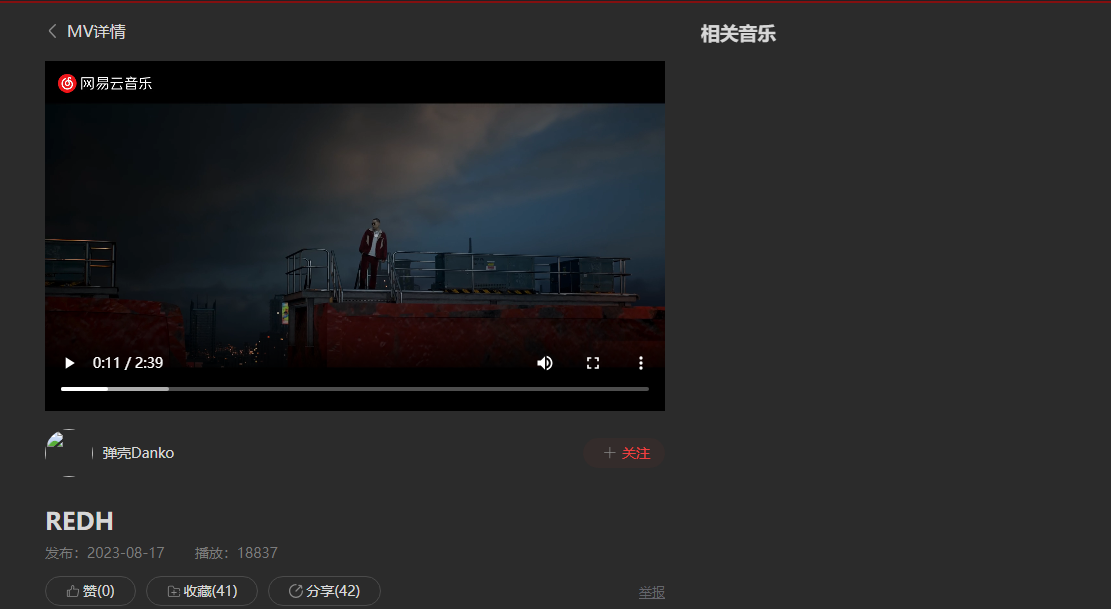 MV详情
相关音乐
网易云音乐
0:11 / 2:39
弹壳Danko
关注
REDH
发布：2023-08-17 播放：18837
赞(0) 收藏(41) 分享(42) 举报